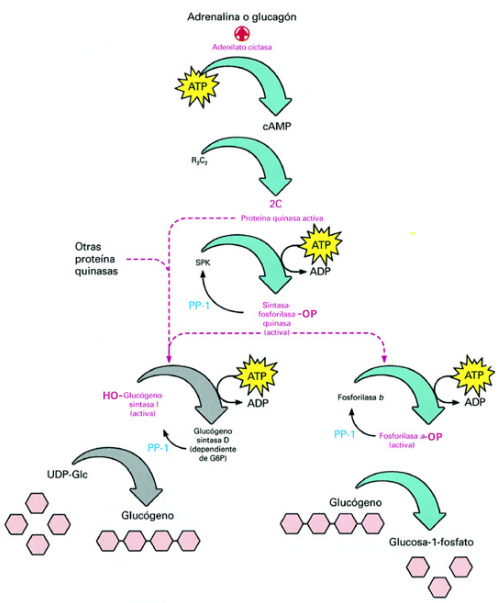 Adrenalina o glucagón
Adenilato ciclasa
ATP
cAMP
R₂C₂
2C
Proteína quinasa activa
Otras
proteína
quinasas
SPK
ATP
ADP
PP-1
Sintasa-
fosforilasa -OP
quinasa
(activa)
HO-Glucógeno
sintasa I
(activa)
ATP
ADP
PP-1
Glucógeno
sintasa D
(dependiente
de G6P)
Fosforilasa b
ATP
ADP
PP-1
Fosforilasa a-OP
(activa)
UDP-Glc
Glucógeno
Glucógeno
Glucosa-1-fosfato